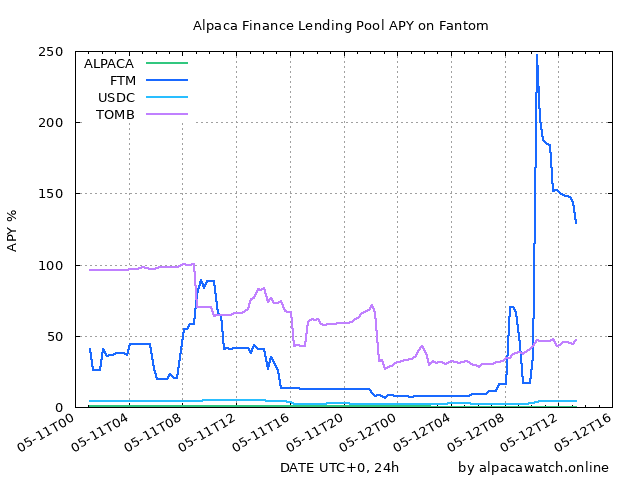 Alpaca Finance Lending Pool APY on Fantom
250
200
150
100
50
0
APY %
ALPACA
FTM
USDC
TOMB
05-11T00
05-11T04
05-11T08
05-11T12
05-11T16
05-11T20
05-12T00
05-12T04
05-12T08
05-12T12
05-12T16
DATE UTC+0, 24h
by alpacawatch.online